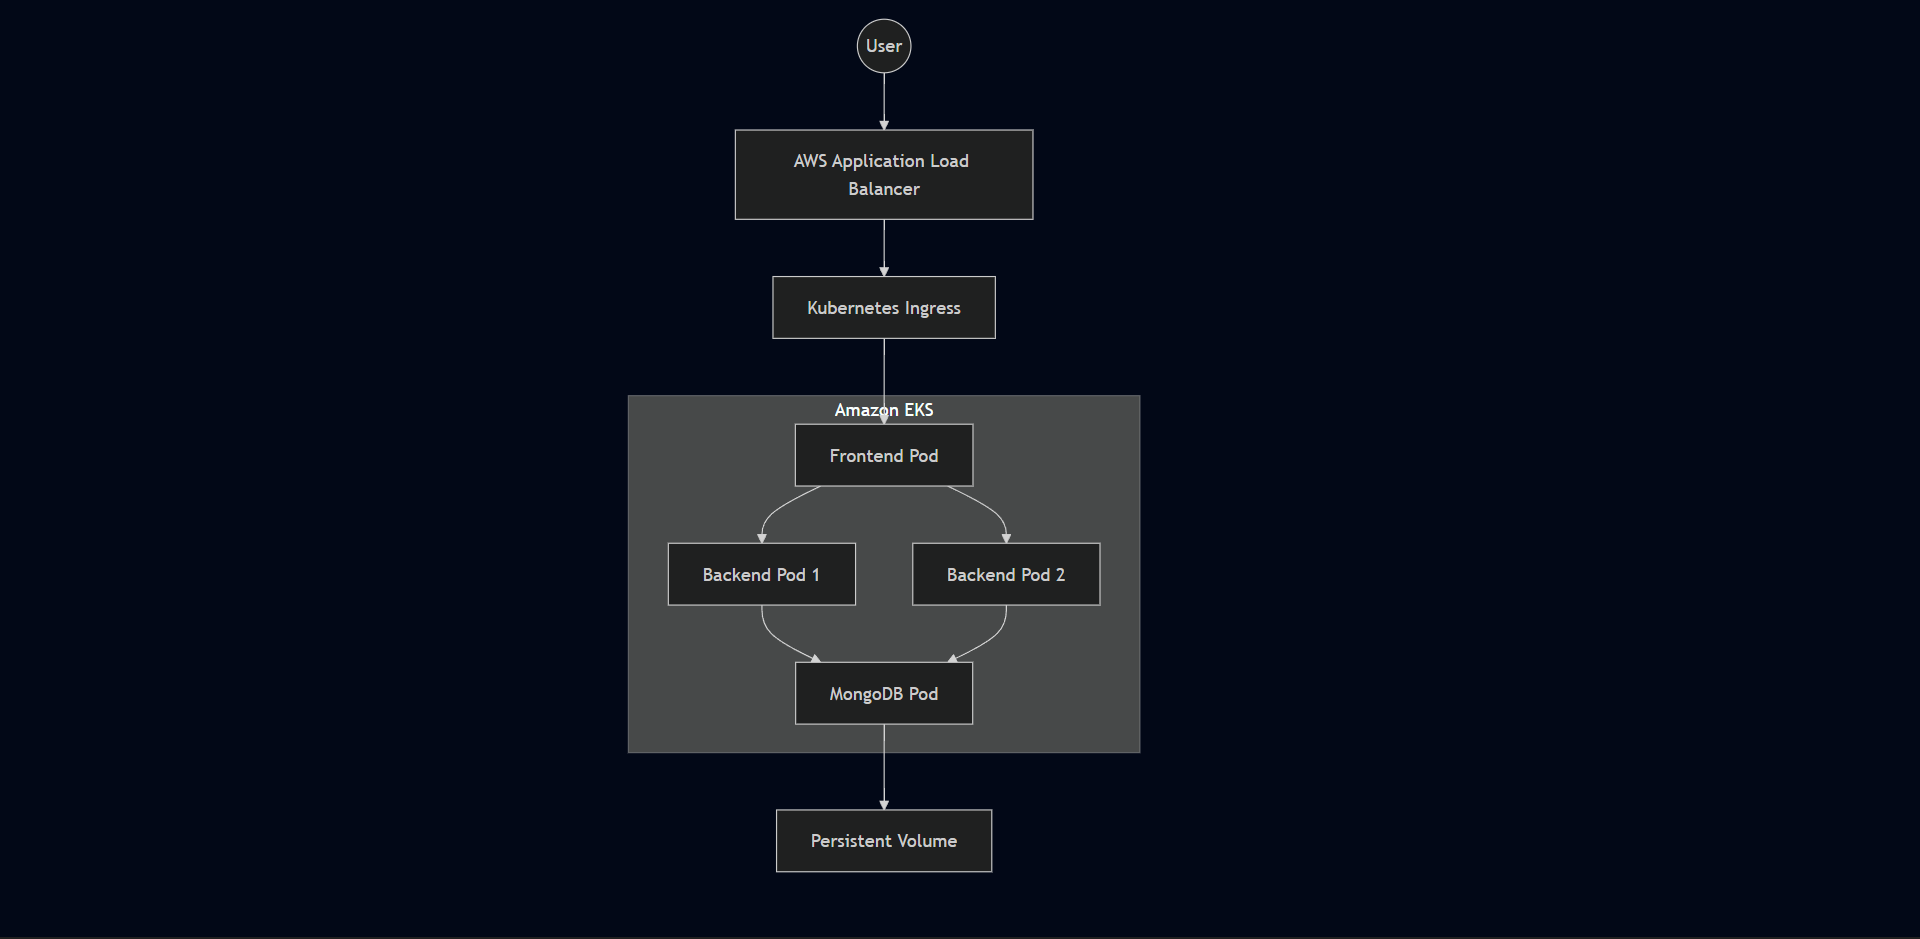 User
AWS Application Load
Balancer
Kubernetes Ingress
Amazon EKS
Frontend Pod
Backend Pod 1
Backend Pod 2
MongoDB Pod
Persistent Volume